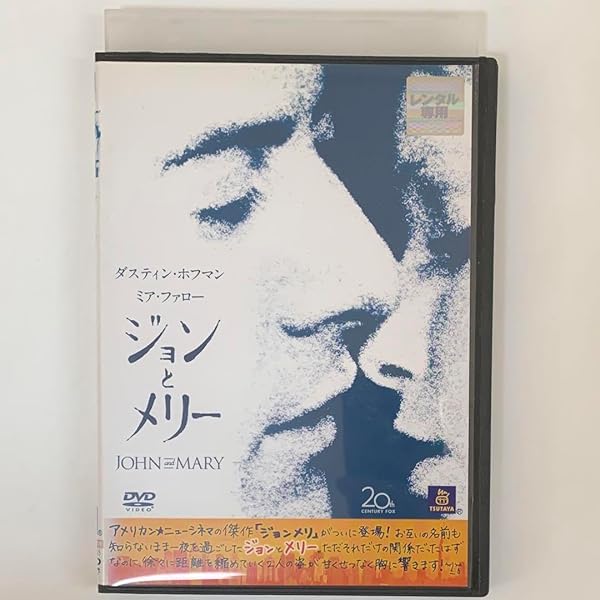 レンタル
専用
ダスティン・ホフマン
ミア・ファロー
ジョン
と
メリー
JOHN and MARY
DVD
VIDEO
20th
CENTURY FOX
TSUTAYA
アメリカン★ニューシネマの傑作「ジョンメリ」がついに登場!お互いの名前も
知らないまま一夜を過ごしたジョンとメリー。ただそれだけの関係だったはず
なのに、徐々に距離を縮めていく2人の姿が甘くせつなく胸に響きます!